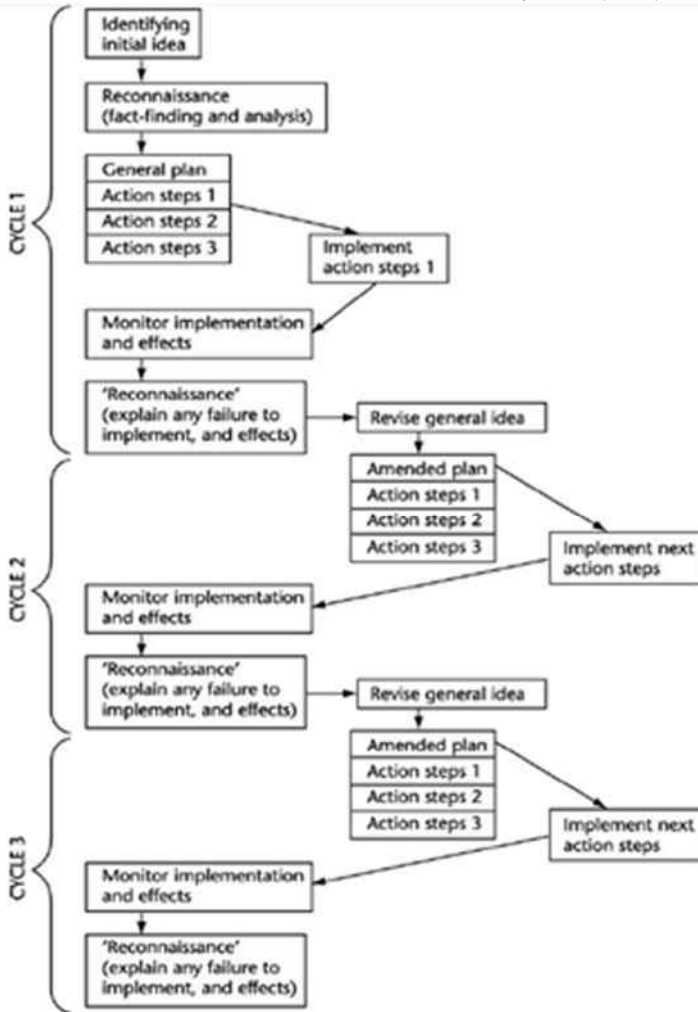 Identifying
initial idea
Reconnaissance
(fact-finding and analysis)
General plan
Action steps 1
Action steps 2
Action steps 3
Implement
action steps 1
Monitor implementation
and effects
'Reconnaissance'
(explain any failure to
implement, and effects)
CYCLE 1
Revise general idea
Amended plan
Action steps 1
Action steps 2
Action steps 3
Implement next
action steps
Monitor implementation
and effects
'Reconnaissance'
(explain any failure to
implement, and effects)
CYCLE 2
Revise general idea
Amended plan
Action steps 1
Action steps 2
Action steps 3
Implement next
action steps
Monitor implementation
and effects
'Reconnaissance'
(explain any failure to
implement, and effects)
CYCLE 3